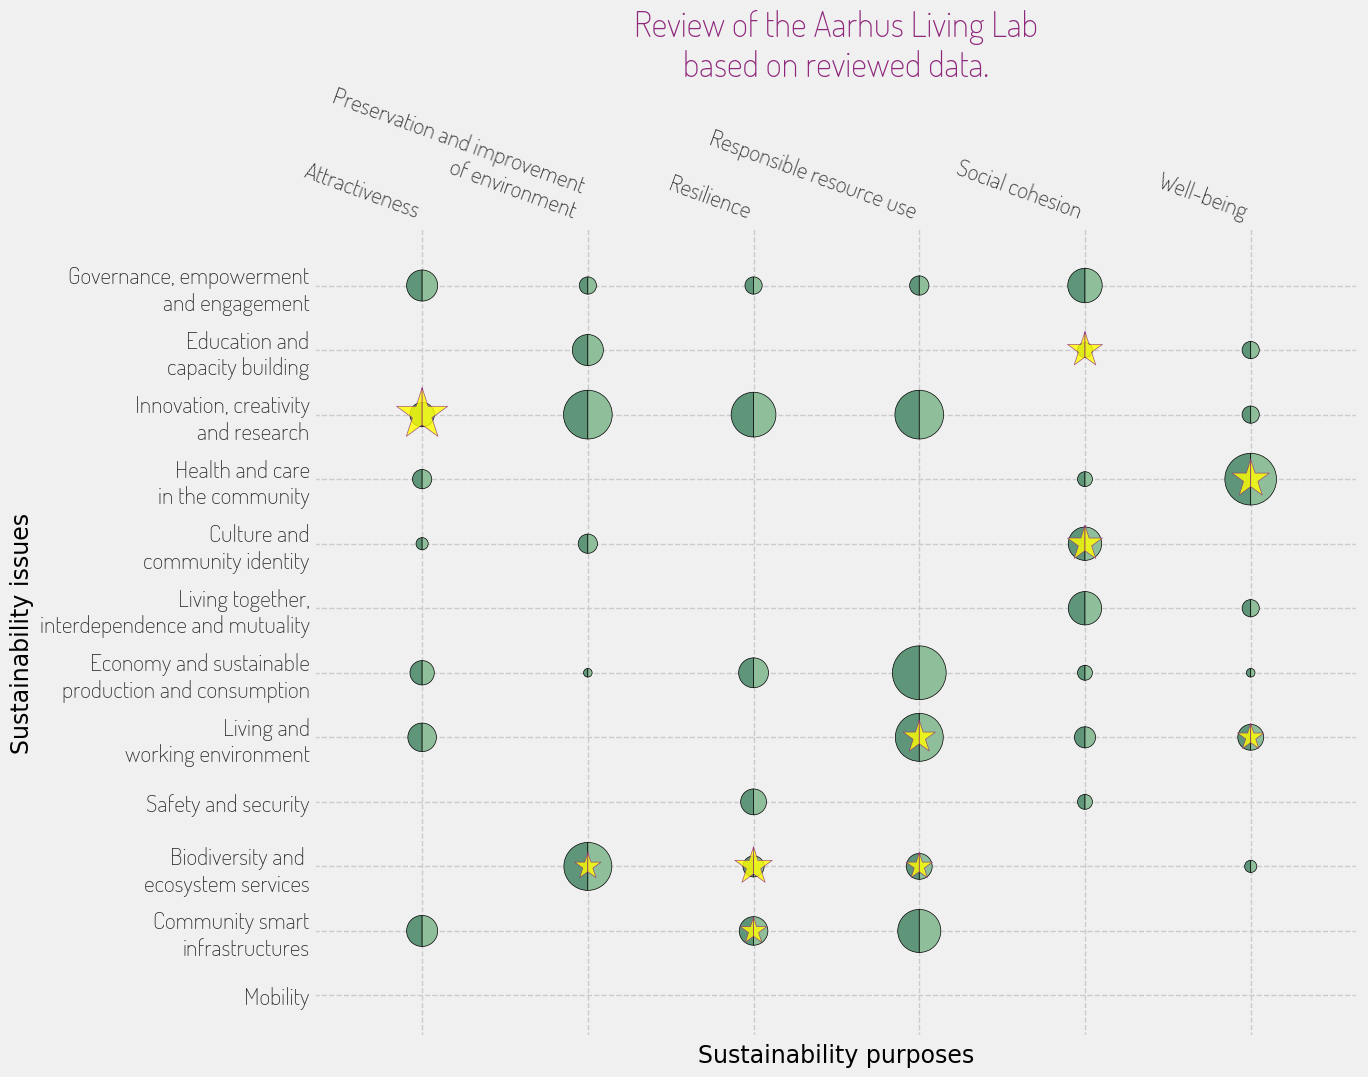 Review of the Aarhus Living Lab
based on reviewed data.
Attractiveness
Preservation and improvement
of environment
Resilience
Responsible resource use
Social cohesion
Well-being
Sustainability issues
Governance, empowerment
and engagement
Education and
capacity building
Innovation, creativity
and research
Health and care
in the community
Culture and
community identity
Living together,
interdependence and mutuality
Economy and sustainable
production and consumption
Living and
working environment
Safety and security
Biodiversity and
ecosystem services
Community smart
infrastructures
Mobility
Sustainability purposes